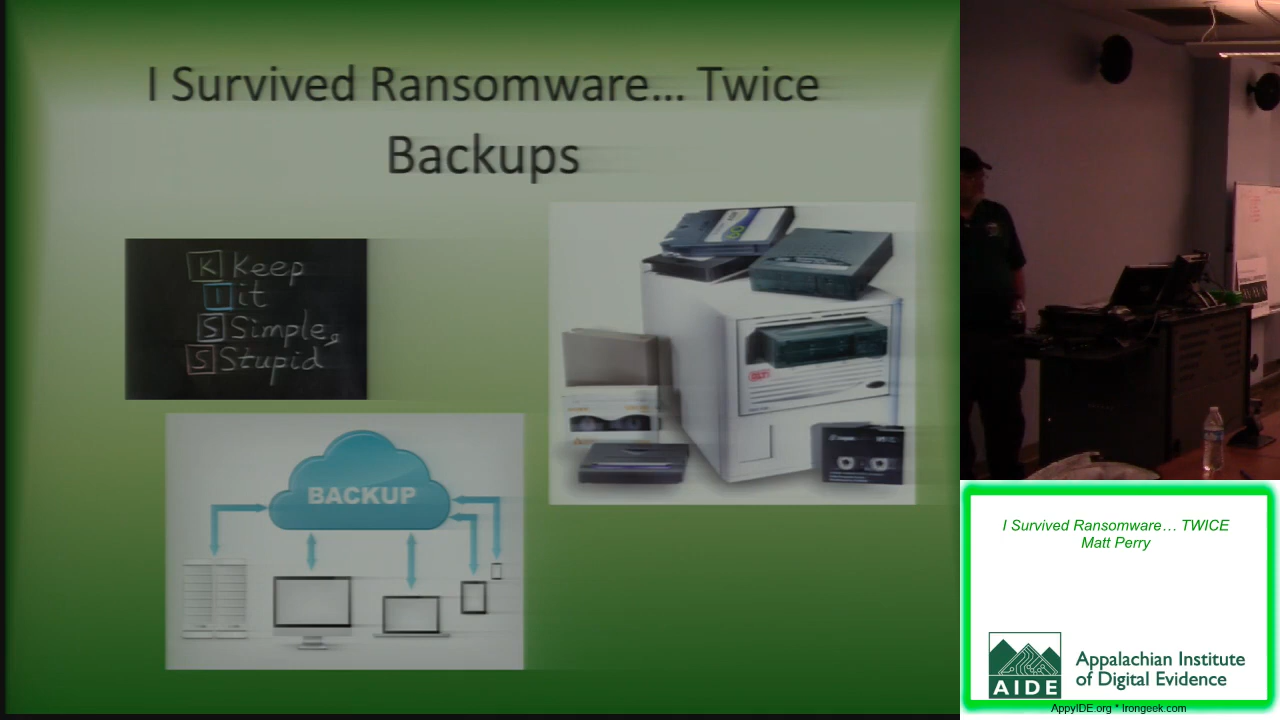 I Survived Ransomware... Twice
Backups
K Keep
I it
S Simple,
S Stupid
BACKUP
I Survived Ransomware... TWICE
Matt Perry
AIDE
Appalachian Institute
of Digital Evidence
AppyIDE.org * Irongeek.com